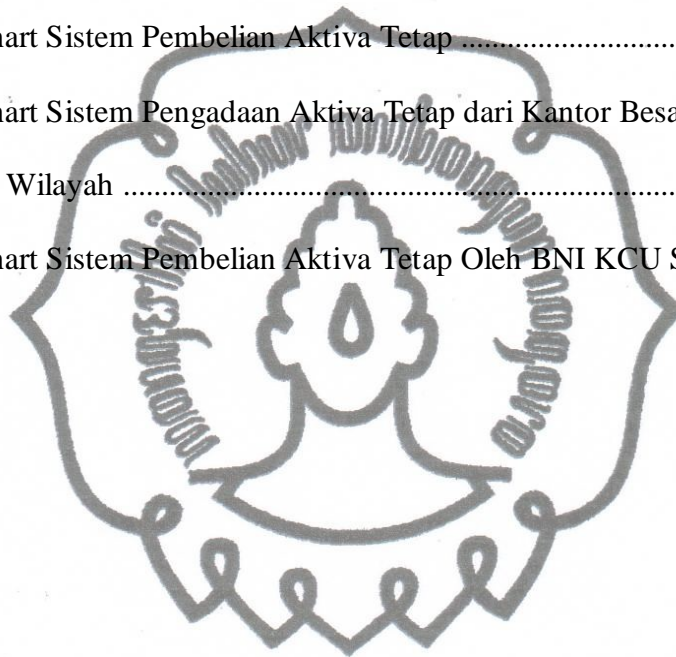 hart Sistem Pembelian Aktiva Tetap ............................
hart Sistem Pengadaan Aktiva Tetap dari Kantor Besa
Wilayah .......................................................................
hart Sistem Pembelian Aktiva Tetap Oleh BNI KCU S